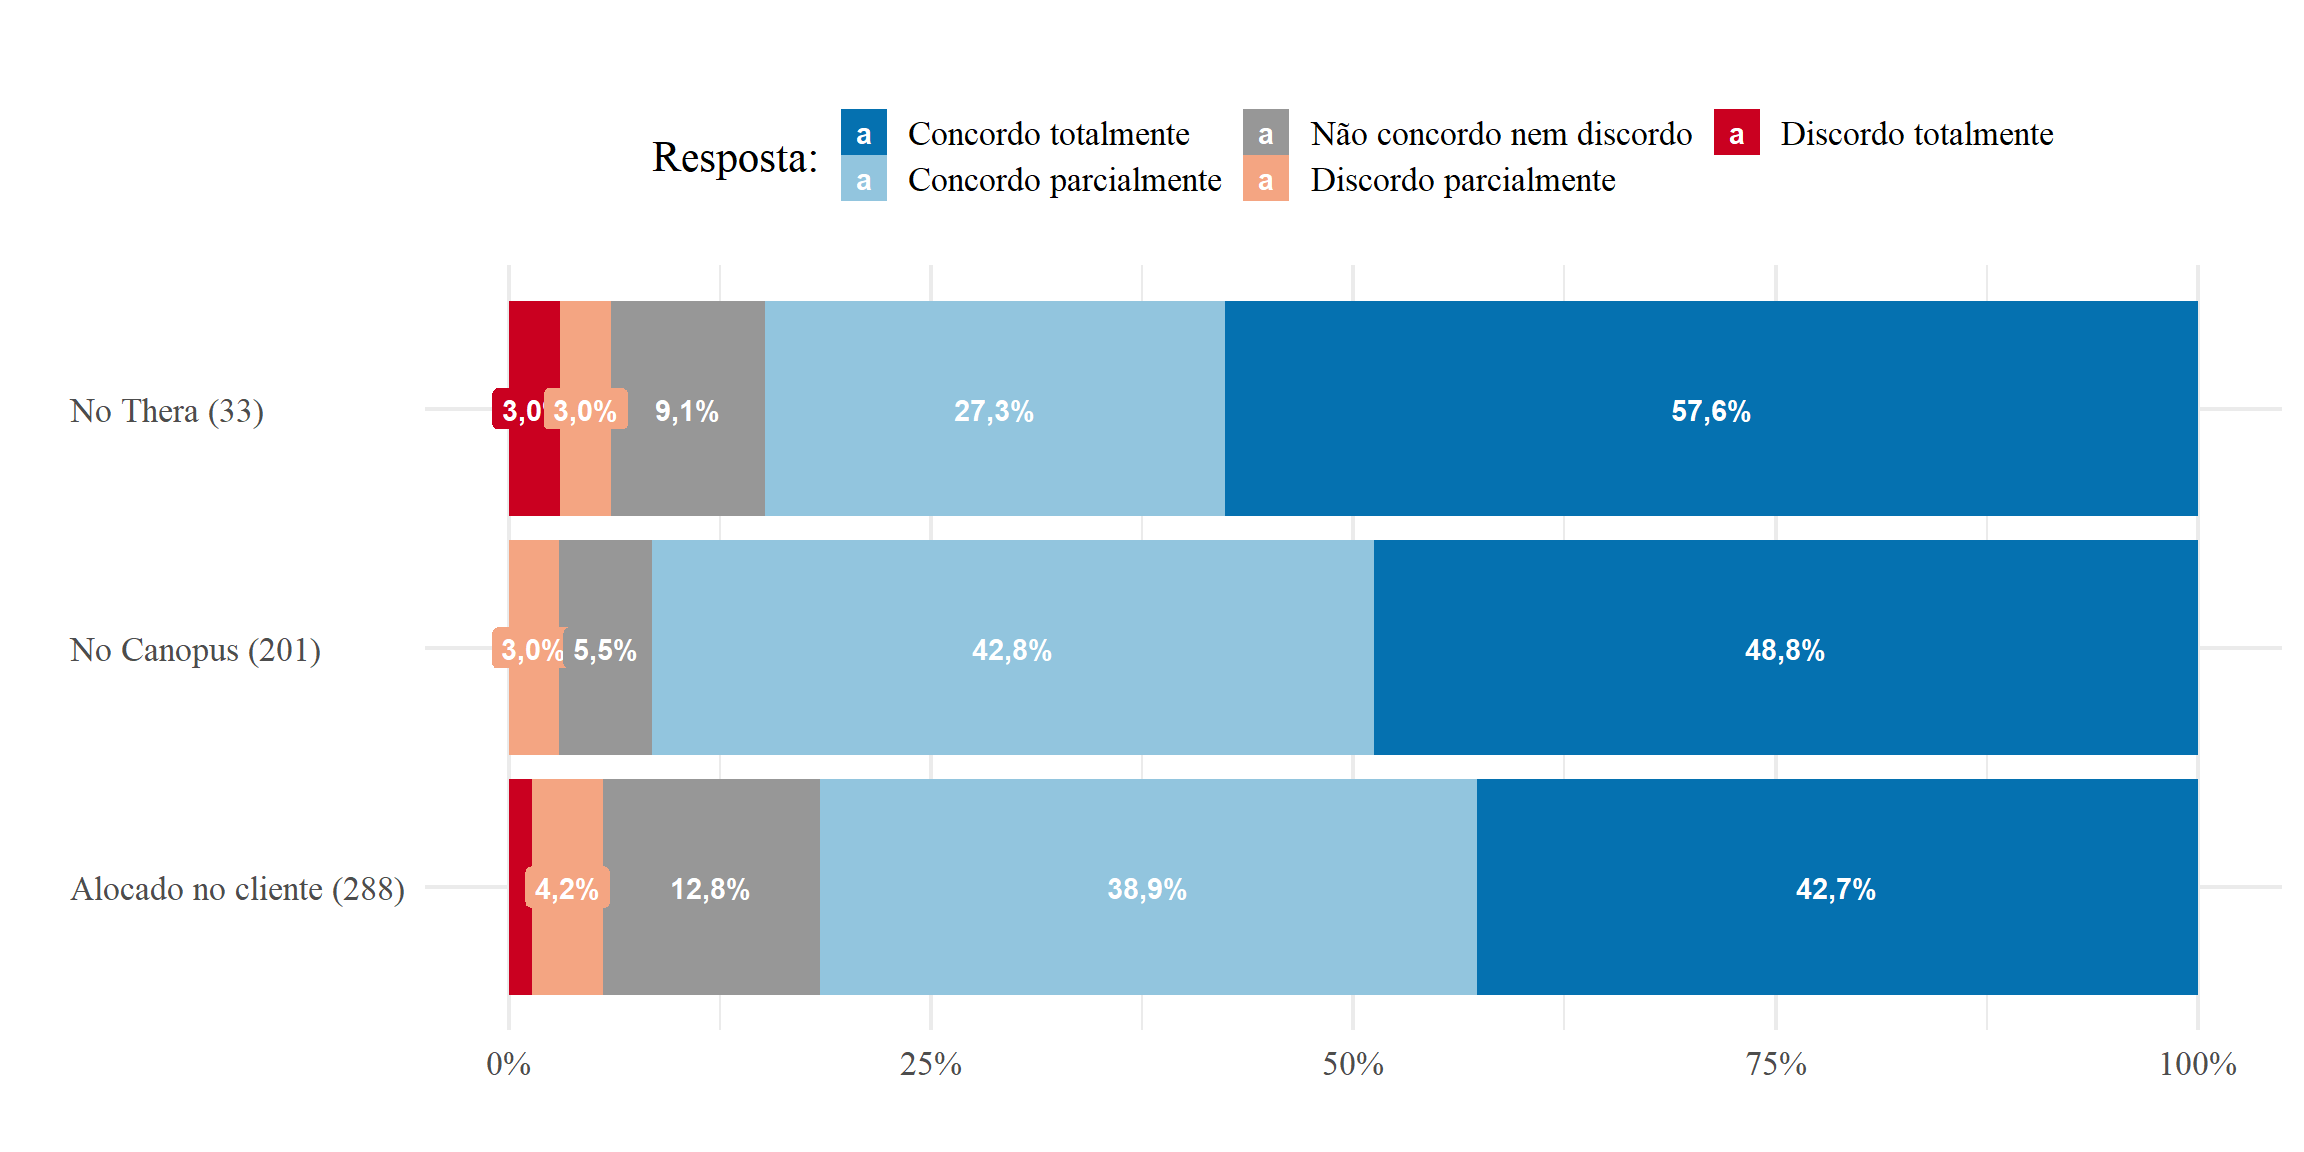 Resposta:
a Concordo totalmente a Não concordo nem discordo a Discordo totalmente
a Concordo parcialmente a Discordo parcialmente
No Thera (33) 3,0 3,0% 9,1% 27,3% 57,6%
No Canopus (201) 3,0% 5,5% 42,8% 48,8%
Alocado no cliente (288) 4,2% 12,8% 38,9% 42,7%
0% 25% 50% 75% 100%